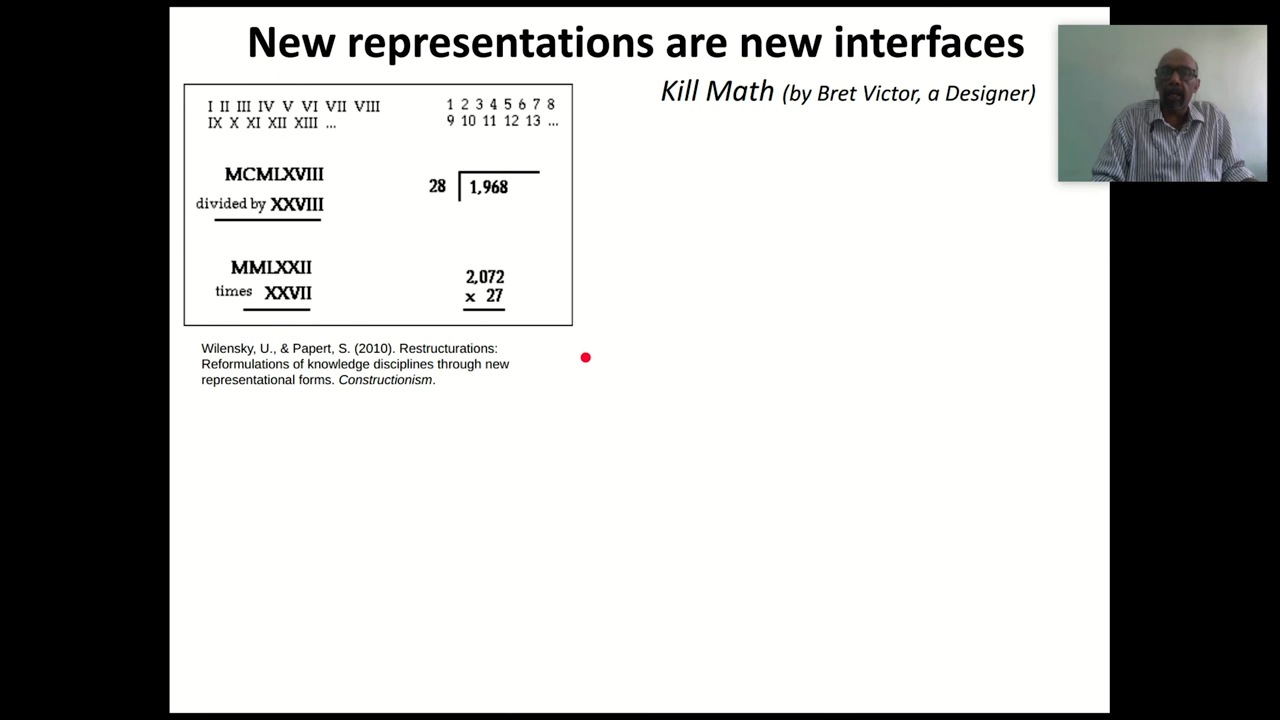 New representations are new interfaces
Kill Math (by Bret Victor, a Designer)
I II III IV V VI VII VIII
IX X XI XII XIII ...
1 2 3 4 5 6 7 8
9 10 11 12 13 ...
MCMLXVIII
divided by XXVIII
28 1,968
MMLXXII
times XXVII
2,072
x 27
Wilensky, U., & Papert, S. (2010). Restructurations:
Reformulations of knowledge disciplines through new
representational forms. Constructionism.